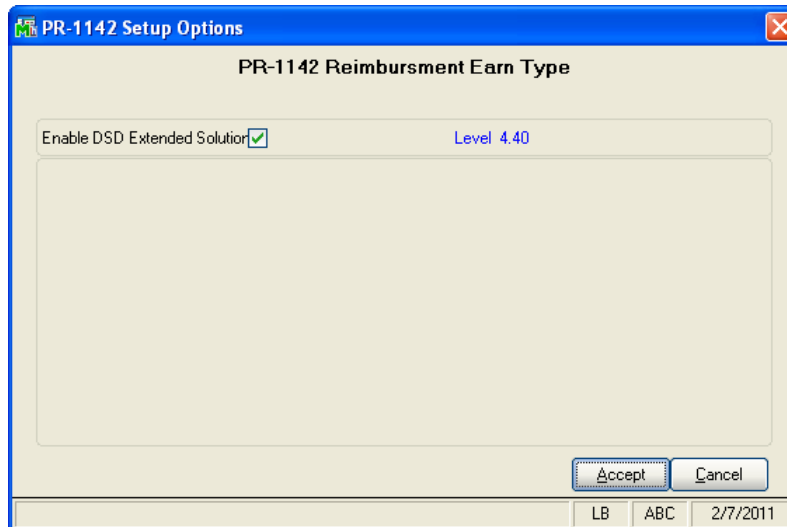 PR-1142 Setup Options
PR-1142 Reimbursment Earn Type
Enable DSD Extended Solution Level 4.40
Accept Cancel
LB ABC 2/7/2011